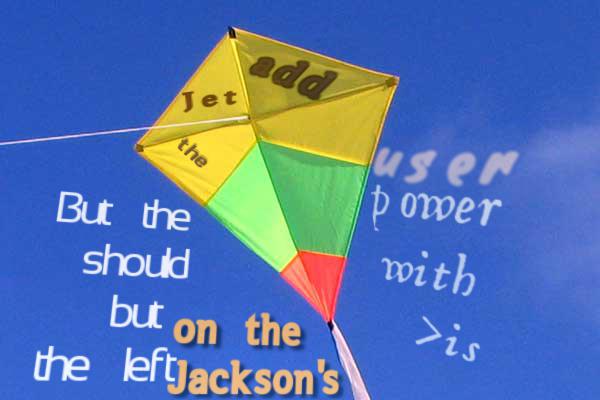 add
Jet
the
user
power
with
>is
But the
should
but
the left
on the
Jackson's